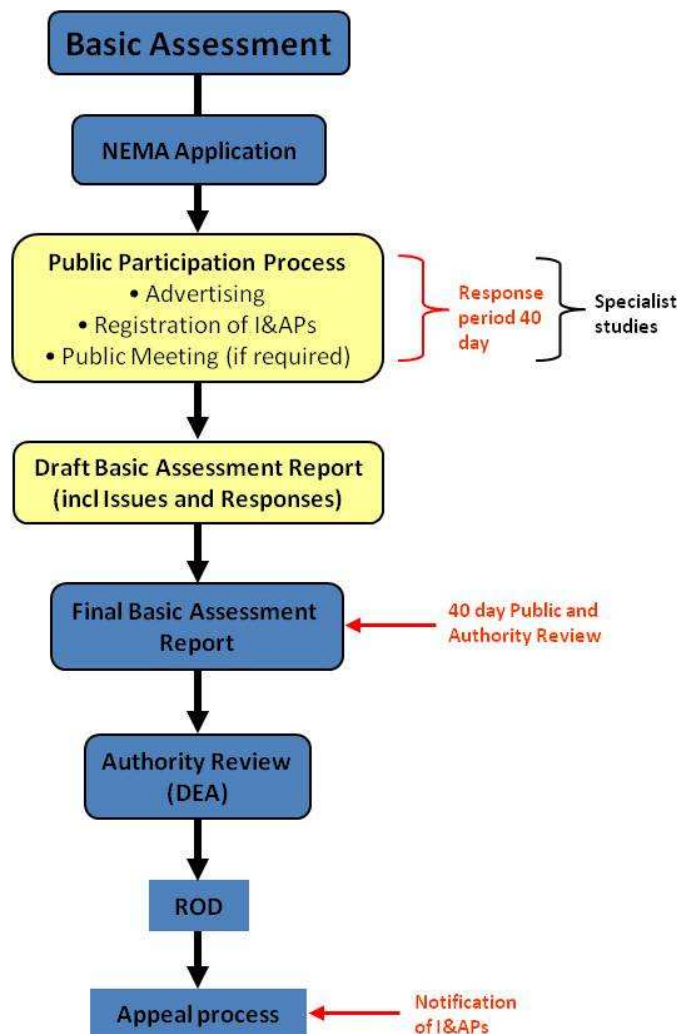 Basic Assessment
NEMA Application
Public Participation Process
• Advertising
• Registration of I&APs
• Public Meeting (if required)
Response
period 40
day
Specialist
studies
Draft Basic Assessment Report
(incl Issues and Responses)
Final Basic Assessment
Report
40 day Public and
Authority Review
Authority Review
(DEA)
ROD
Appeal process
Notification
of I&APs